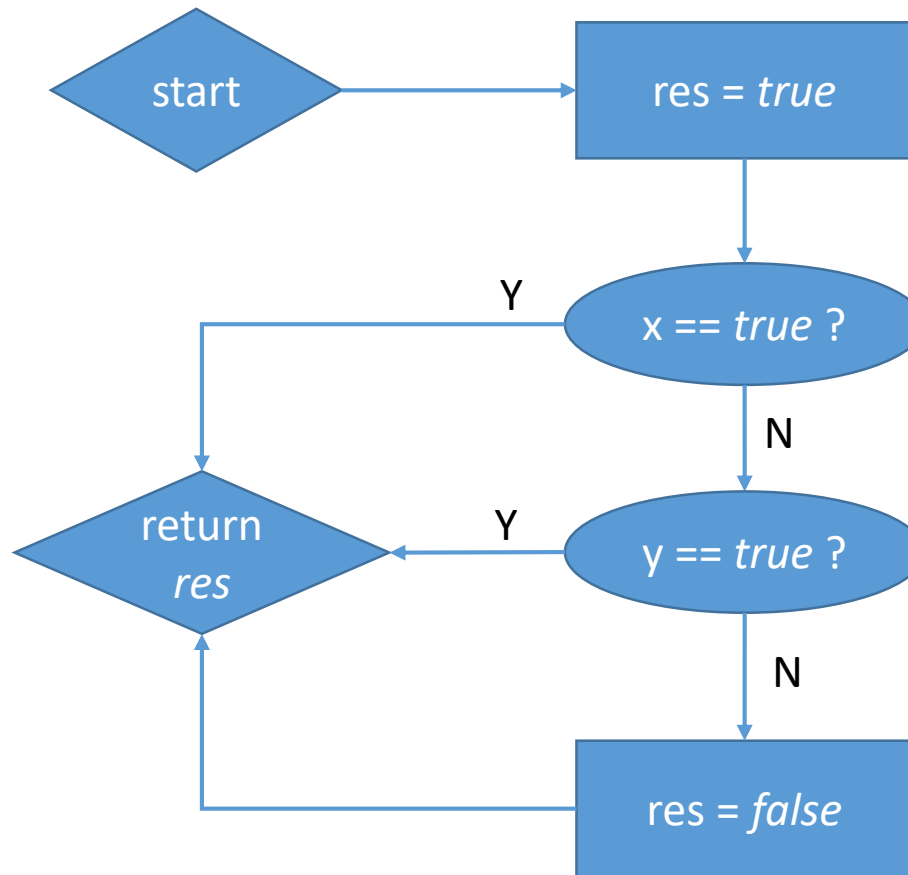 start
res = true
Y
x == true ?
N
return
res
Y
y == true ?
N
res = false